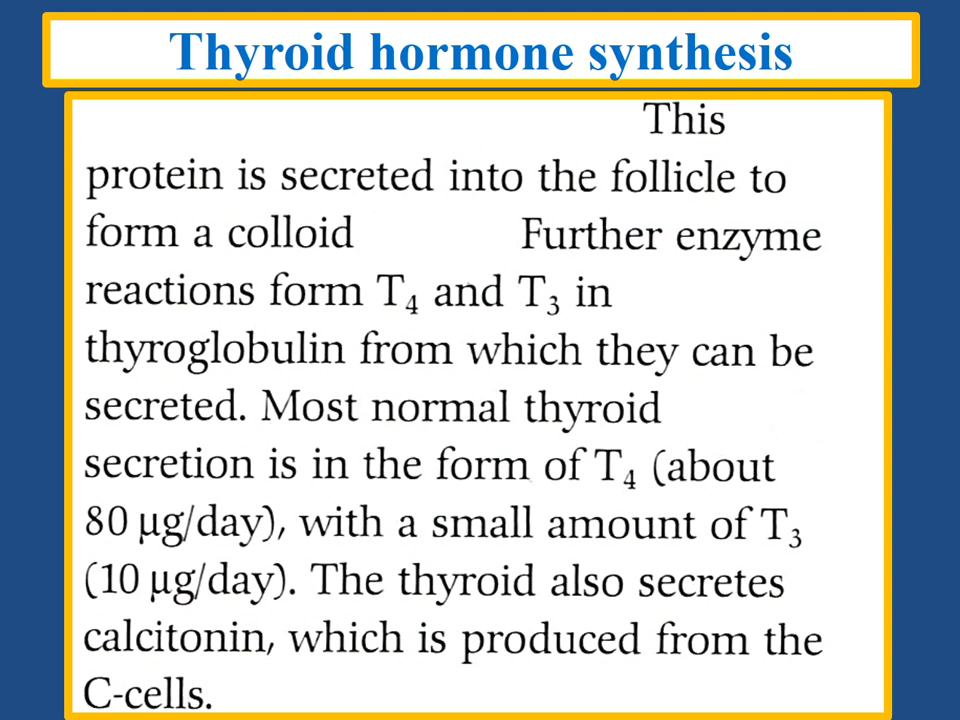 Thyroid hormone synthesis
This
protein is secreted into the follicle to
form a colloid Further enzyme
reactions form T₄ and T₃ in
thyroglobulin from which they can be
secreted. Most normal thyroid
secretion is in the form of T₄ (about
80 µg/day), with a small amount of T₃
(10 µg/day). The thyroid also secretes
calcitonin, which is produced from the
C-cells.